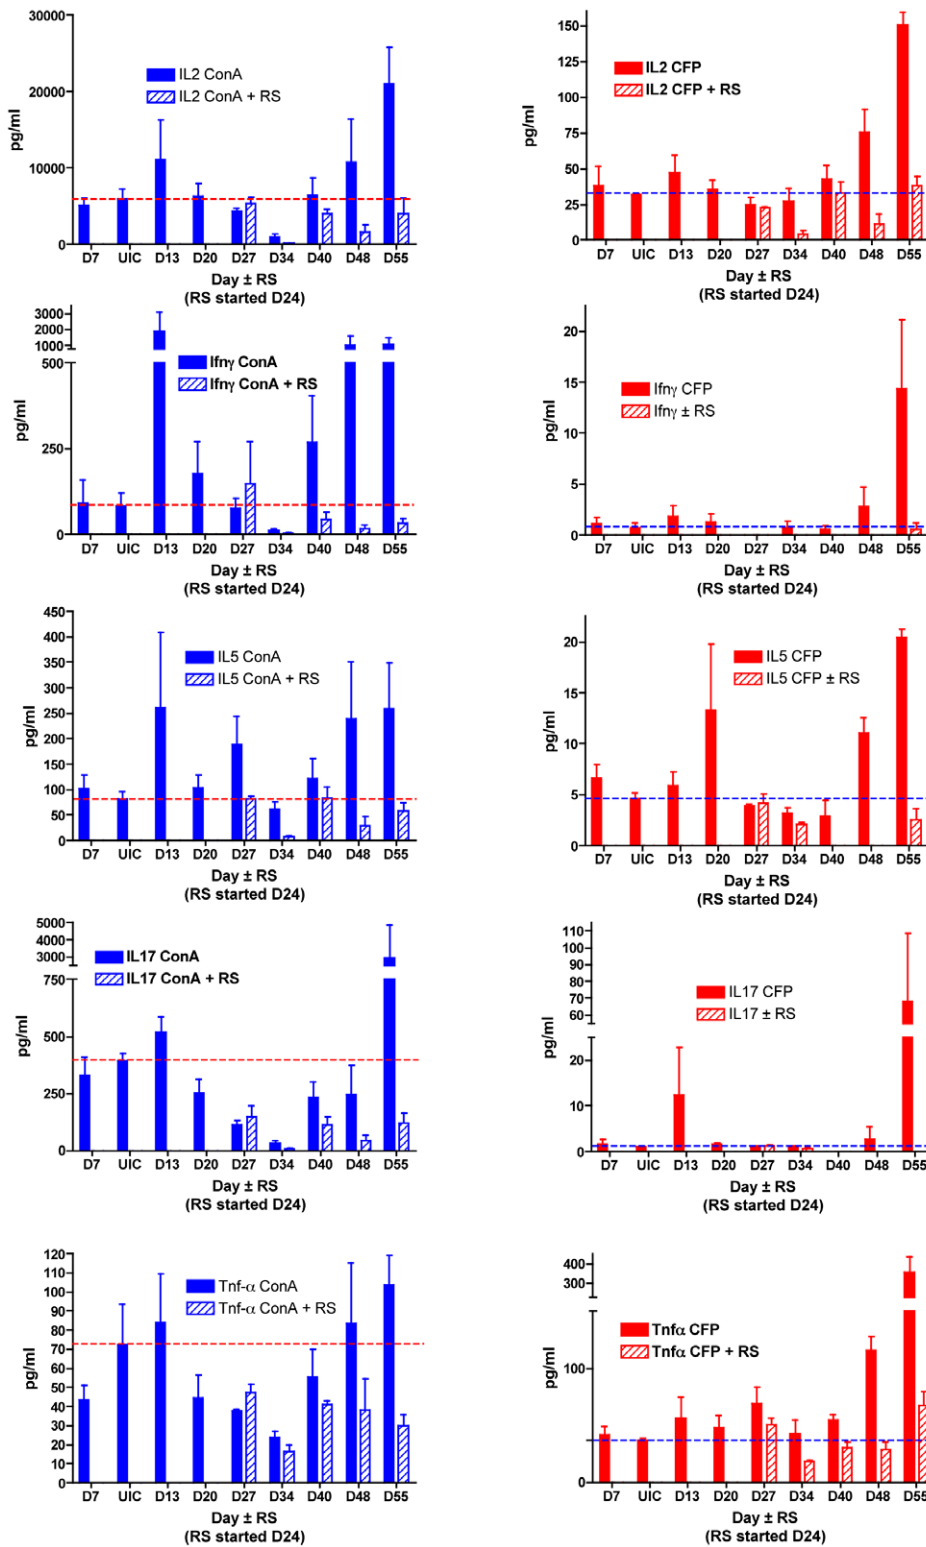 30000
20000
10000
0
pg/ml
IL2 ConA
IL2 ConA + RS
D7 UIC D13 D20 D27 D34 D40 D48 D55
Day ± RS
(RS started D24)
150
100
75
50
25
0
pg/ml
IL2 CFP
IL2 CFP + RS
D7 UIC D13 D20 D27 D34 D40 D48 D55
Day ± RS
(RS started D24)
3000
2000
1000
500
250
0
pg/ml
Ifnγ ConA
Ifnγ ConA + RS
D7 UIC D13 D20 D27 D34 D40 D48 D55
Day ± RS
(RS started D24)
20
15
10
5
0
pg/ml
Ifnγ CFP
Ifnγ ± RS
D7 UIC D13 D20 D27 D34 D40 D48 D55
Day ± RS
(RS started D24)
450
400
350
300
250
200
150
100
50
0
pg/ml
IL5 ConA
IL5 ConA + RS
D7 UIC D13 D20 D27 D34 D40 D48 D55
Day ± RS
(RS started D24)
20
15
10
5
0
pg/ml
IL5 CFP
IL5 CFP ± RS
D7 UIC D13 D20 D27 D34 D40 D48 D55
Day ± RS
(RS started D24)
5000
4000
3000
2000
1000
750
500
250
0
pg/ml
IL17 ConA
IL17 ConA + RS
D7 UIC D13 D20 D27 D34 D40 D48 D55
Day ± RS
(RS started D24)
110
100
90
80
70
60
20
10
0
pg/ml
IL17 CFP
IL17 ± RS
D7 UIC D13 D20 D27 D34 D40 D48 D55
Day ± RS
(RS started D24)
120
110
100
90
80
70
60
50
40
30
20
10
0
pg/ml
Tnf-α ConA
Tnf-α ConA + RS
D7 UIC D13 D20 D27 D34 D40 D48 D55
Day ± RS
(RS started D24)
400
300
100
0
pg/ml
Tnfα CFP
Tnfα CFP + RS
D7 UIC D13 D20 D27 D34 D40 D48 D55
Day ± RS
(RS started D24)